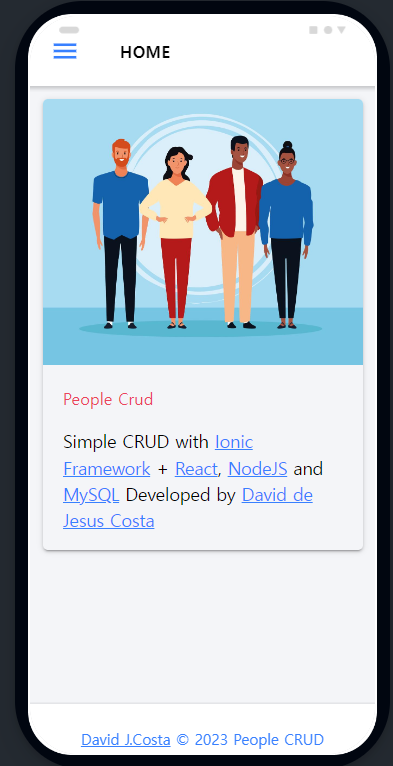 HOME
People Crud
Simple CRUD with Ionic
Framework + React, NodeJS and
MySQL Developed by David de
Jesus Costa
David J.Costa © 2023 People CRUD